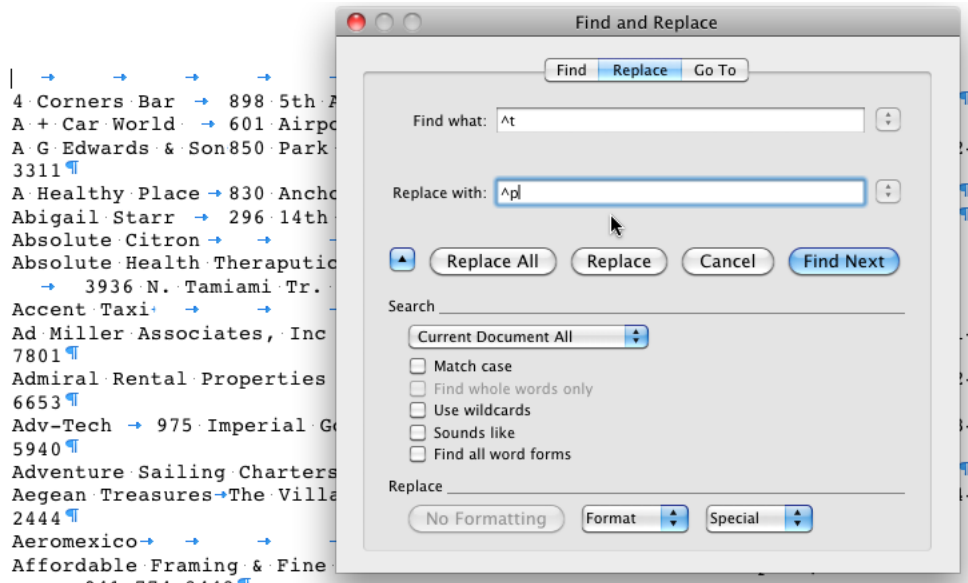 Find and Replace
Find Replace Go To
Find what: ^t
Replace with: ^p
Replace All Replace Cancel Find Next
Search
Current Document All
Match case
Find whole words only
Use wildcards
Sounds like
Find all word forms
Replace
No Formatting Format Special
4 Corners Bar → 898 5th
A + Car World → 601 Airpo
A G Edwards & Son850 Park
3311¶
A Healthy Place → 830 Ancho
Abigail Starr → 296 14th
Absolute Citron → →
Absolute Health Theraputic
→ 3936 N. Tamiami Tr.
Accent Taxi → → →
Ad Miller Associates, Inc
7801¶
Admiral Rental Properties
6653¶
Adv-Tech → 975 Imperial Go
5940¶
Adventure Sailing Charters
Aegean Treasures→The Villa
2444¶
Aeromexico→ → →
Affordable Framing & Fine